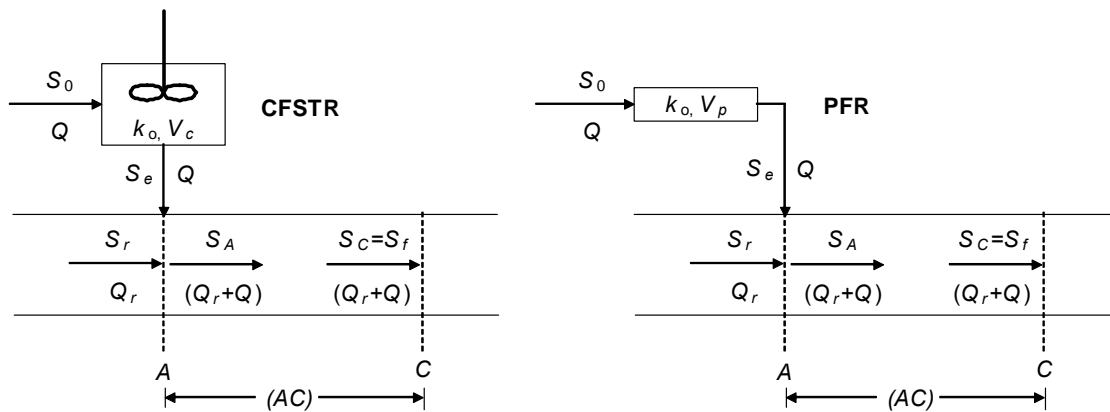 S0
Q
ko, Vc
CFSTR
Se Q
Sr SA SC=Sf
Qr (Qr+Q) (Qr+Q)
A C
(AC)
S0
Q
ko, Vp
PFR
Se Q
Sr SA SC=Sf
Qr (Qr+Q) (Qr+Q)
A C
(AC)